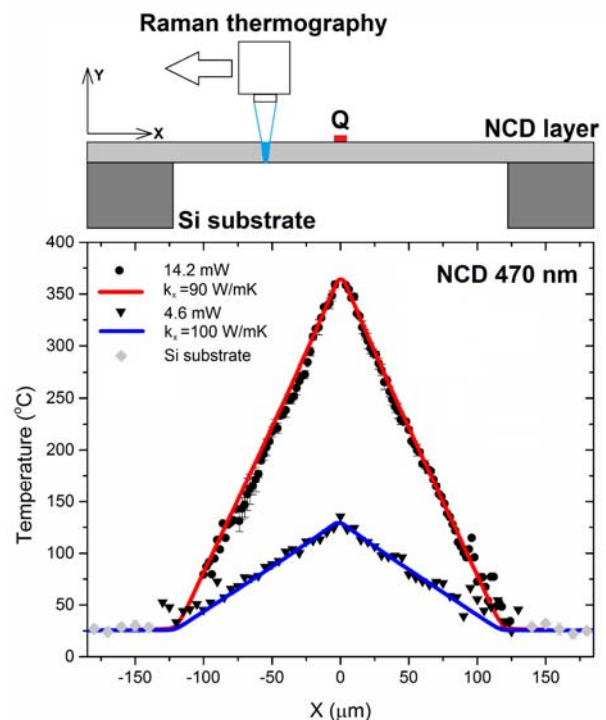 Raman thermography
Y
X
Q
NCD layer
Si substrate
NCD 470 nm
14.2 mW
kₓ=90 W/mK
4.6 mW
kₓ=100 W/mK
Si substrate
Temperature (°C)
400
350
300
250
200
150
100
50
0
-150 -100 -50 0 50 100 150
X (μm)